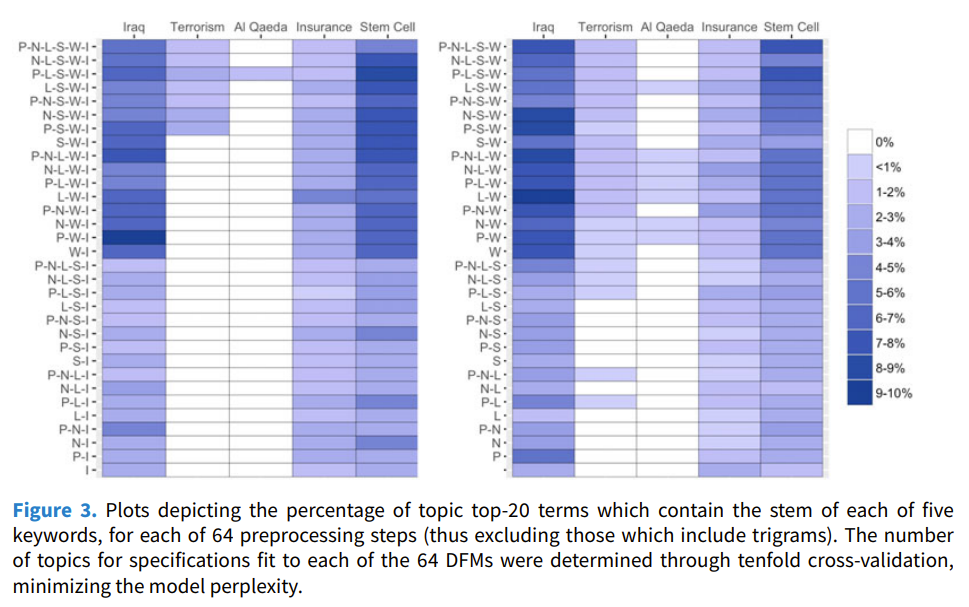 Iraq Terrorism Al Qaeda Insurance Stem Cell
P-N-L-S-W-I
N-L-S-W-I
P-L-S-W-I
L-S-W-I
P-N-S-W-I
N-S-W-I
P-S-W-I
S-W-I
P-N-L-W-I
N-L-W-I
P-L-W-I
L-W-I
P-N-W-I
N-W-I
P-W-I
W-I
P-N-L-S-I
N-L-S-I
P-L-S-I
L-S-I
P-N-S-I
N-S-I
P-S-I
S-I
P-N-L-I
N-L-I
P-L-I
L-I
P-N-I
N-I
P-I
I
Iraq Terrorism Al Qaeda Insurance Stem Cell
P-N-L-S-W
N-L-S-W
P-L-S-W
L-S-W
P-N-S-W
N-S-W
P-S-W
S-W
P-N-L-W
N-L-W
P-L-W
L-W
P-N-W
N-W
P-W
W
P-N-L-S
N-L-S
P-L-S
L-S
P-N-S
N-S
P-S
S
P-N-L
N-L
P-L
L
P-N
N
P
0%
<1%
1-2%
2-3%
3-4%
4-5%
5-6%
6-7%
7-8%
8-9%
9-10%
Figure 3. Plots depicting the percentage of topic top-20 terms which contain the stem of each of five
keywords, for each of 64 preprocessing steps (thus excluding those which include trigrams). The number
of topics for specifications fit to each of the 64 DFMs were determined through tenfold cross-validation,
minimizing the model perplexity.